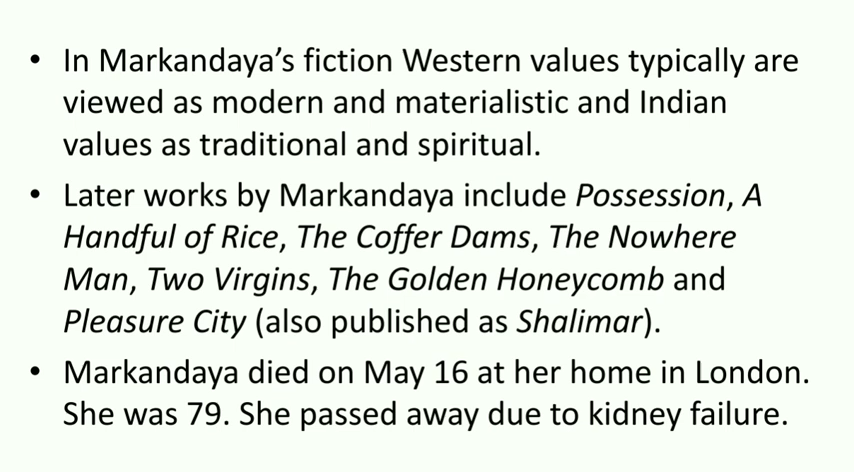 • In Markandaya’s fiction Western values typically are
viewed as modern and materialistic and Indian
values as traditional and spiritual.
• Later works by Markandaya include Possession, A
Handful of Rice, The Coffer Dams, The Nowhere
Man, Two Virgins, The Golden Honeycomb and
Pleasure City (also published as Shalimar).
• Markandaya died on May 16 at her home in London.
She was 79. She passed away due to kidney failure.